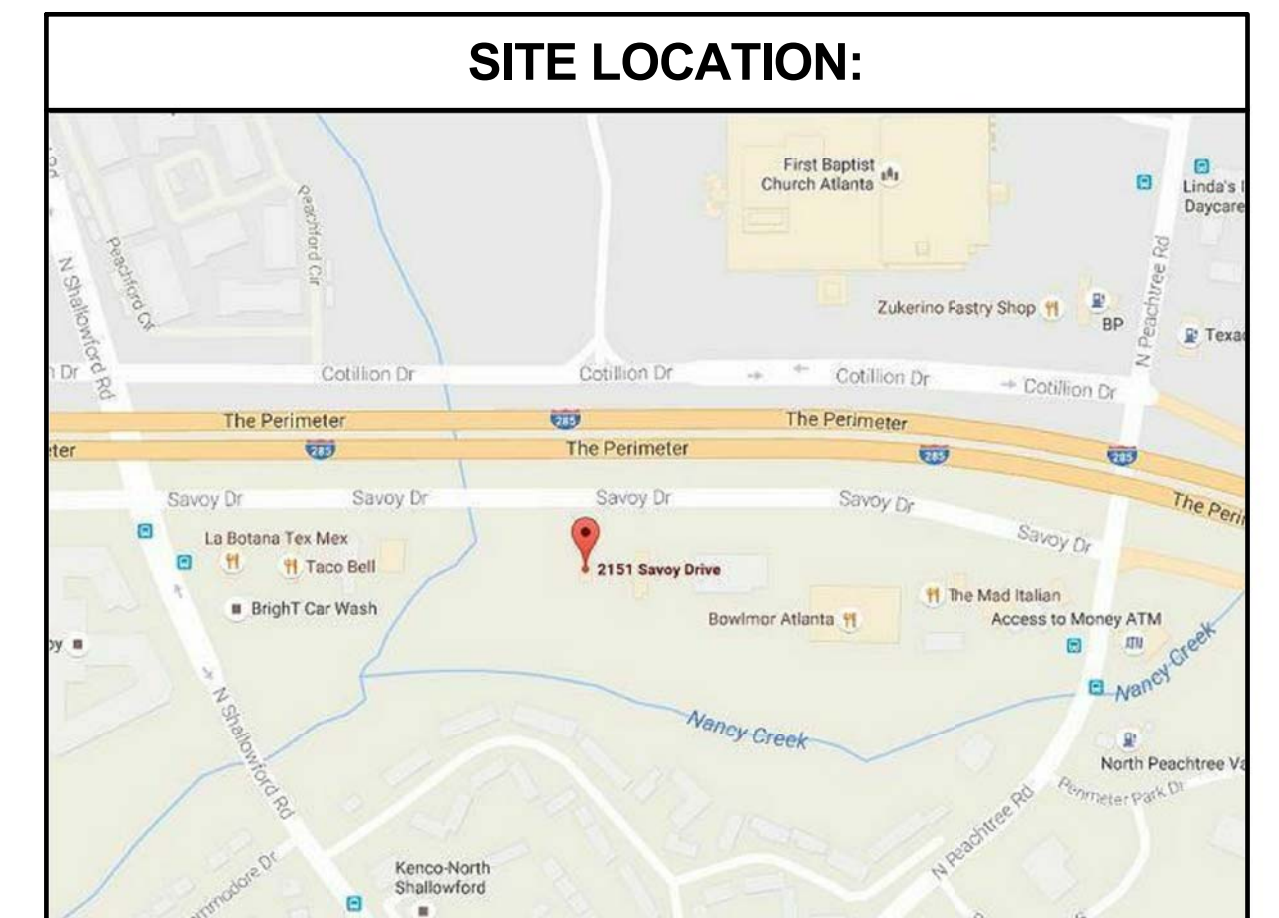 SITE LOCATION:
First Baptist
Church Atlanta
Linda's
Daycare
Peachford Cir
Peachford Cir
N Shallowford Rd
N Peachtree Rd
Zukerino Pastry Shop
BP
Dr
Cotillion Dr
Cotillion Dr
Cotillion Dr
Cotillion Dr
The Perimeter
285
The Perimeter
285
The Perimeter
285
285
The Peri
Savoy Dr
Savoy Dr
Savoy Dr
Savoy Dr
Savoy Dr
La Botana Tex Mex
Taco Bell
BrighT Car Wash
2151 Savoy Drive
Bowlmor Atlanta
The Mad Italian
Access to Money ATM
Nancy Creek
Nancy Creek
N Shallowford Rd
North Peachtree Va
Perimeter Park Dr
N Peachtree Rd
Kenco-North
Shallowford